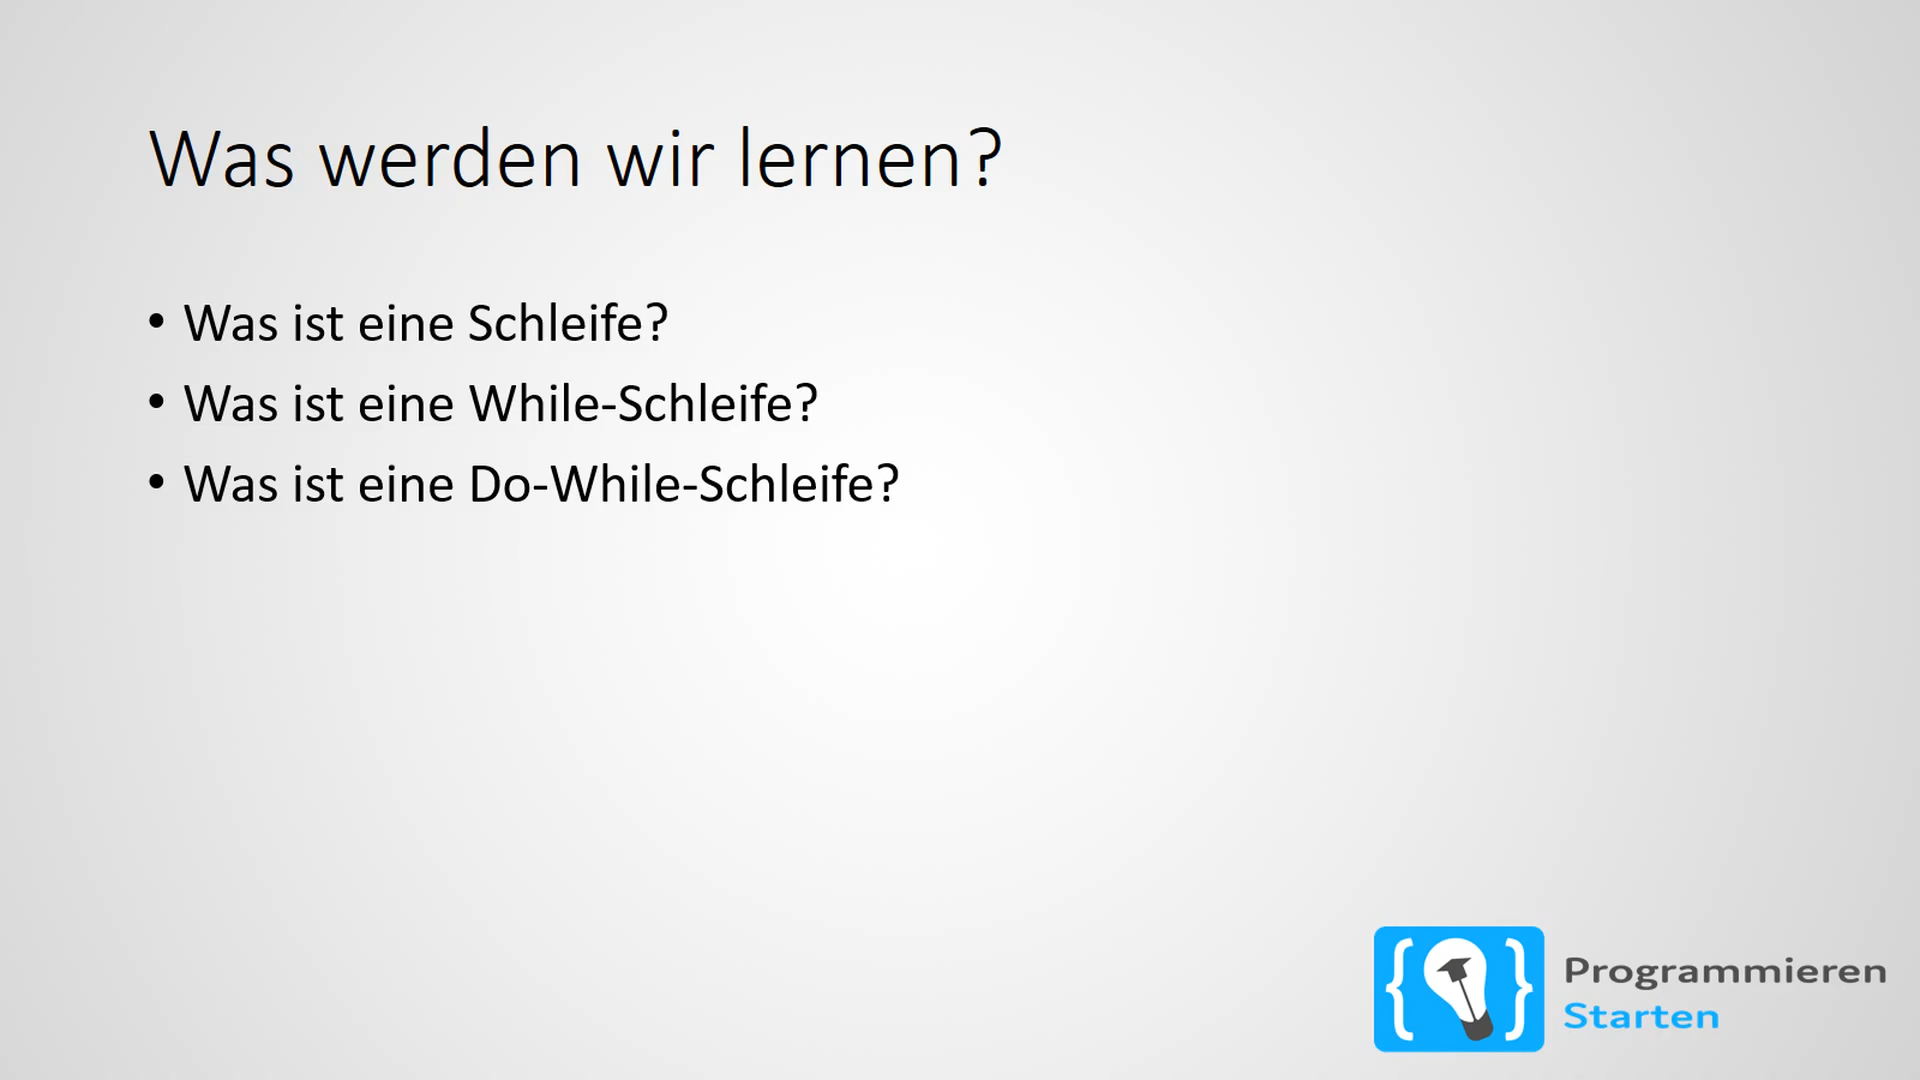 Was werden wir lernen?
• Was ist eine Schleife?
• Was ist eine While-Schleife?
• Was ist eine Do-While-Schleife?
Programmieren
Starten